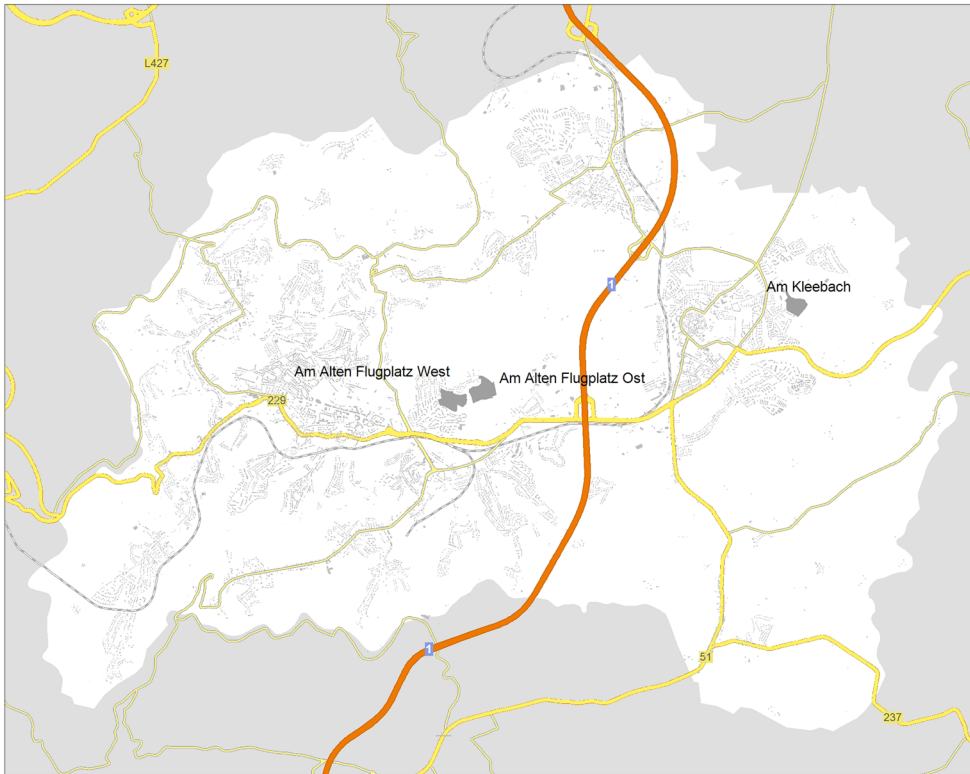 L427
1
Am Kleebach
Am Alten Flugplatz West
Am Alten Flugplatz Ost
229
1
51
237